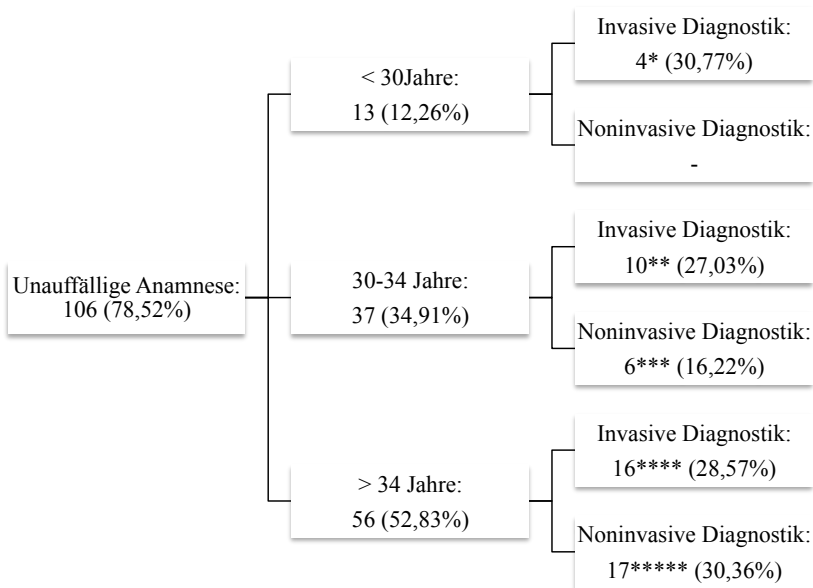 Unauffällige Anamnese:
106 (78,52%)
< 30Jahre:
13 (12,26%)
Invasive Diagnostik:
4* (30,77%)
Noninvasive Diagnostik:
-
30-34 Jahre:
37 (34,91%)
Invasive Diagnostik:
10** (27,03%)
Noninvasive Diagnostik:
6*** (16,22%)
> 34 Jahre:
56 (52,83%)
Invasive Diagnostik:
16**** (28,57%)
Noninvasive Diagnostik:
17***** (30,36%)